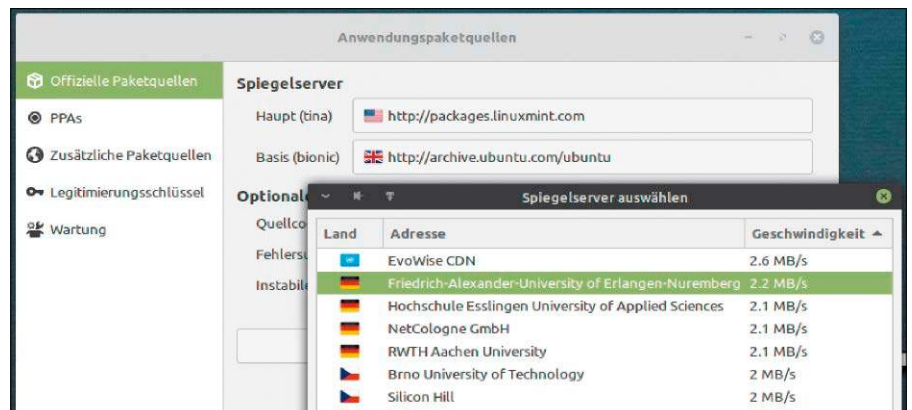 Anwendungspaketquellen
Offizielle Paketquellen
PPAs
Zusätzliche Paketquellen
Legitimierungsschlüssel
Wartung
Spiegelserver
Haupt (tina) http://packages.linuxmint.com
Basis (bionic) http://archive.ubuntu.com/ubuntu
Optional
Quellco
Fehlersu
Instabile
Spiegelserver auswählen
Land Adresse Geschwindigkeit
EvoWise CDN 2.6 MB/s
Friedrich-Alexander-University of Erlangen-Nuremberg 2.2 MB/s
Hochschule Esslingen University of Applied Sciences 2.1 MB/s
NetCologne GmbH 2.1 MB/s
RWTH Aachen University 2.1 MB/s
Brno University of Technology 2 MB/s
Silicon Hill 2 MB/s